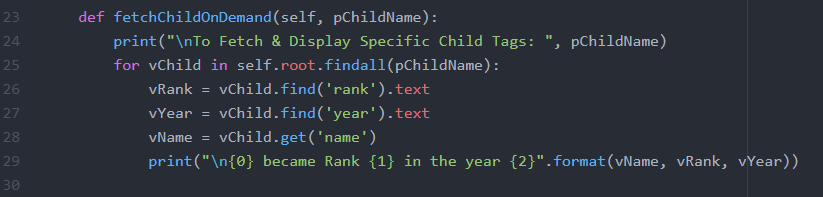 23 def fetchChildOnDemand(self, pChildName):
24 print("\nTo Fetch & Display Specific Child Tags: ", pChildName)
25 for vChild in self.root.findall(pChildName):
26 vRank = vChild.find('rank').text
27 vYear = vChild.find('year').text
28 vName = vChild.get('name')
29 print("\n{0} became Rank {1} in the year {2}".format(vName, vRank, vYear))
30